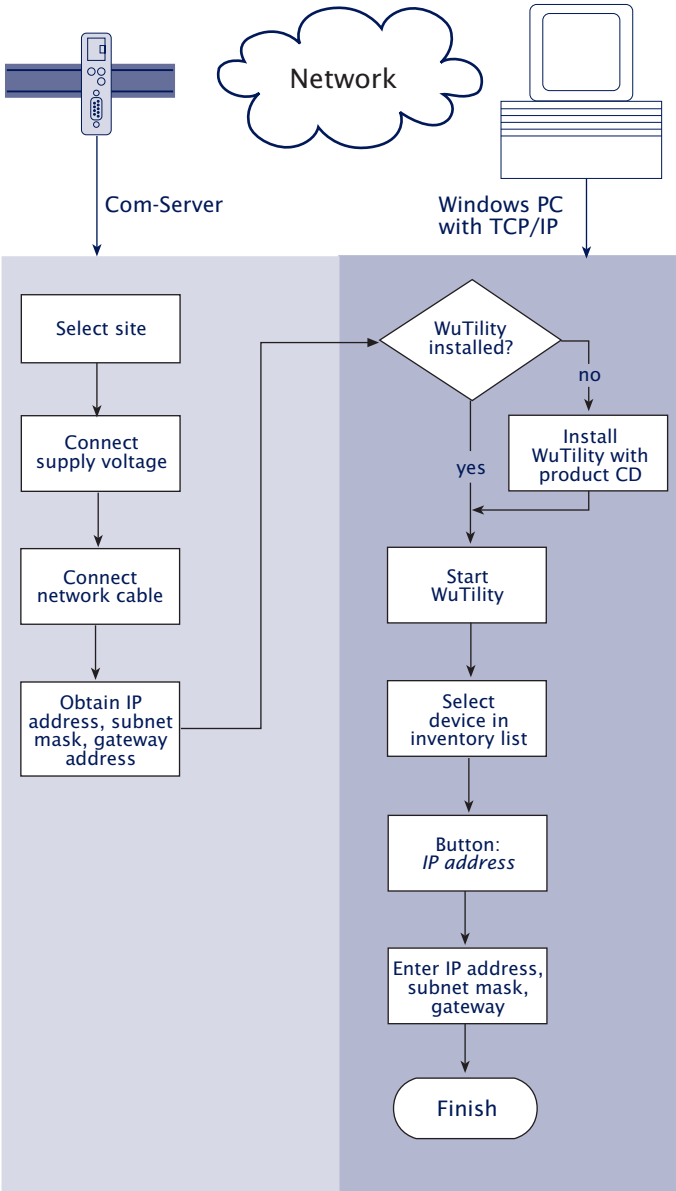 Network
Com-Server
Windows PC
with TCP/IP
Select site
Connect
supply voltage
Connect
network cable
Obtain IP
address, subnet
mask, gateway
address
WuTility
installed?
no
yes
Install
WuTility with
product CD
Start
WuTility
Select
device in
inventory list
Button:
IP address
Enter IP address,
subnet mask,
gateway
Finish